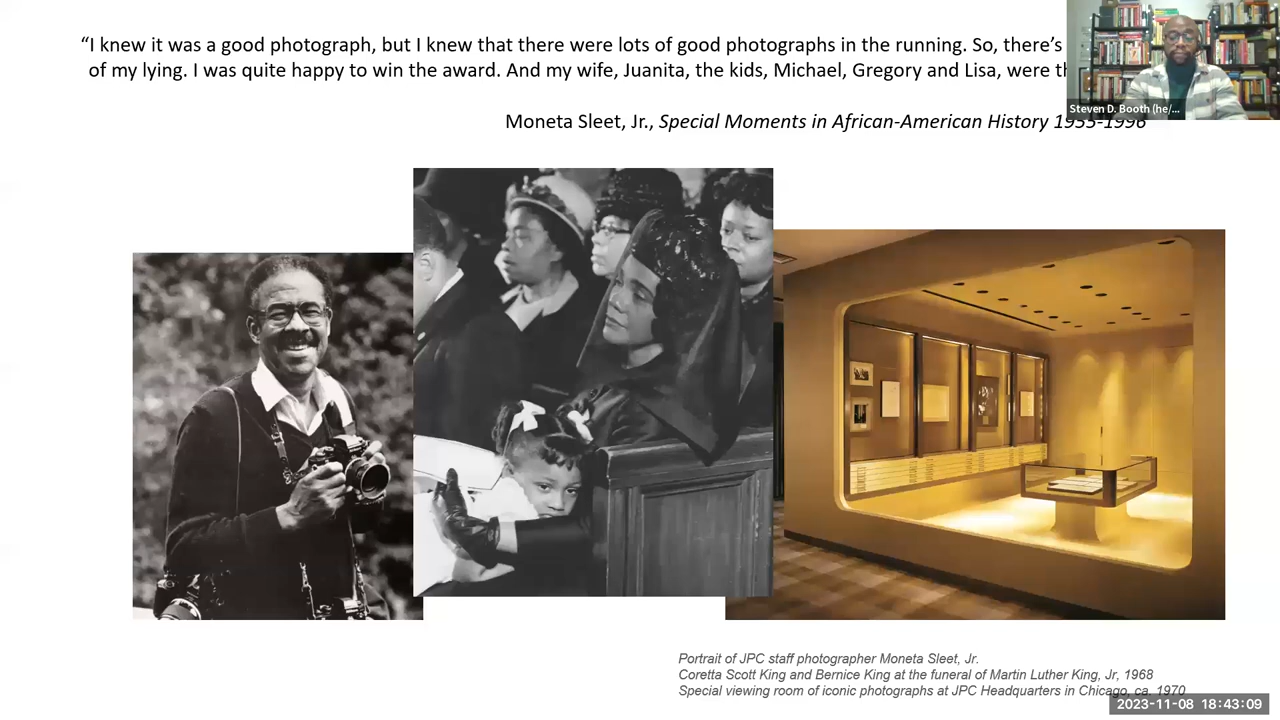 “I knew it was a good photograph, but I knew that there were lots of good photographs in the running. So, there’s
of my lying. I was quite happy to win the award. And my wife, Juanita, the kids, Michael, Gregory and Lisa, were
Steven D. Booth (he/...
Moneta Sleet, Jr., Special Moments in African-American History 1955-1996
Portrait of JPC staff photographer Moneta Sleet, Jr.
Coretta Scott King and Bernice King at the funeral of Martin Luther King, Jr, 1968
Special viewing room of iconic photographs at JPC Headquarters in Chicago, ca. 1970
2023-11-08 18:43:09